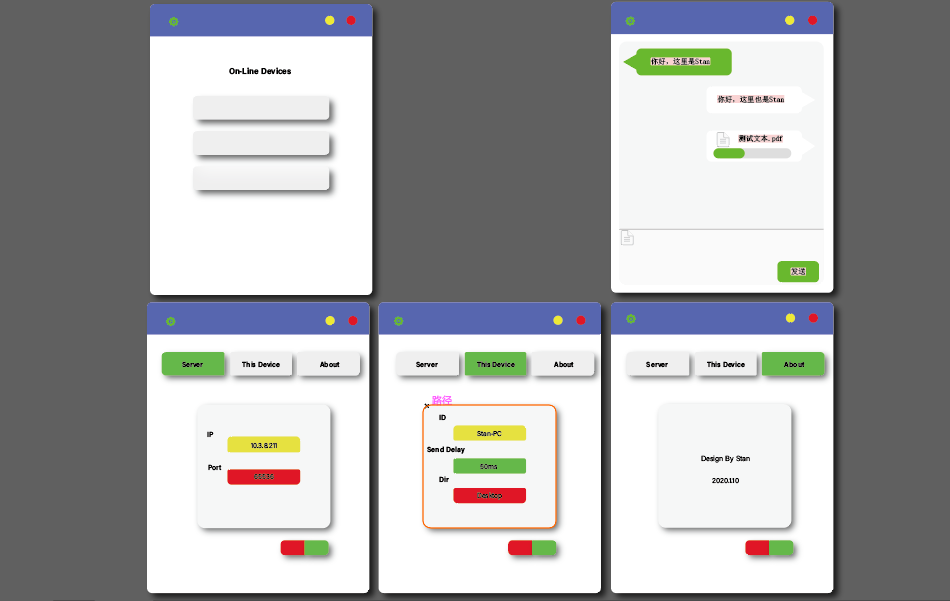 On-Line Devices
你好，这里是Stan
你好，这里也是Stan
测试文本.pdf
发送
Server
This Device
About
IP
10.3.8.211
Port
Server
This Device
About
路径
ID
Stan-PC
Send Delay
50ms
Dir
Desktop
Server
This Device
About
Design By Stan
2020.1.10